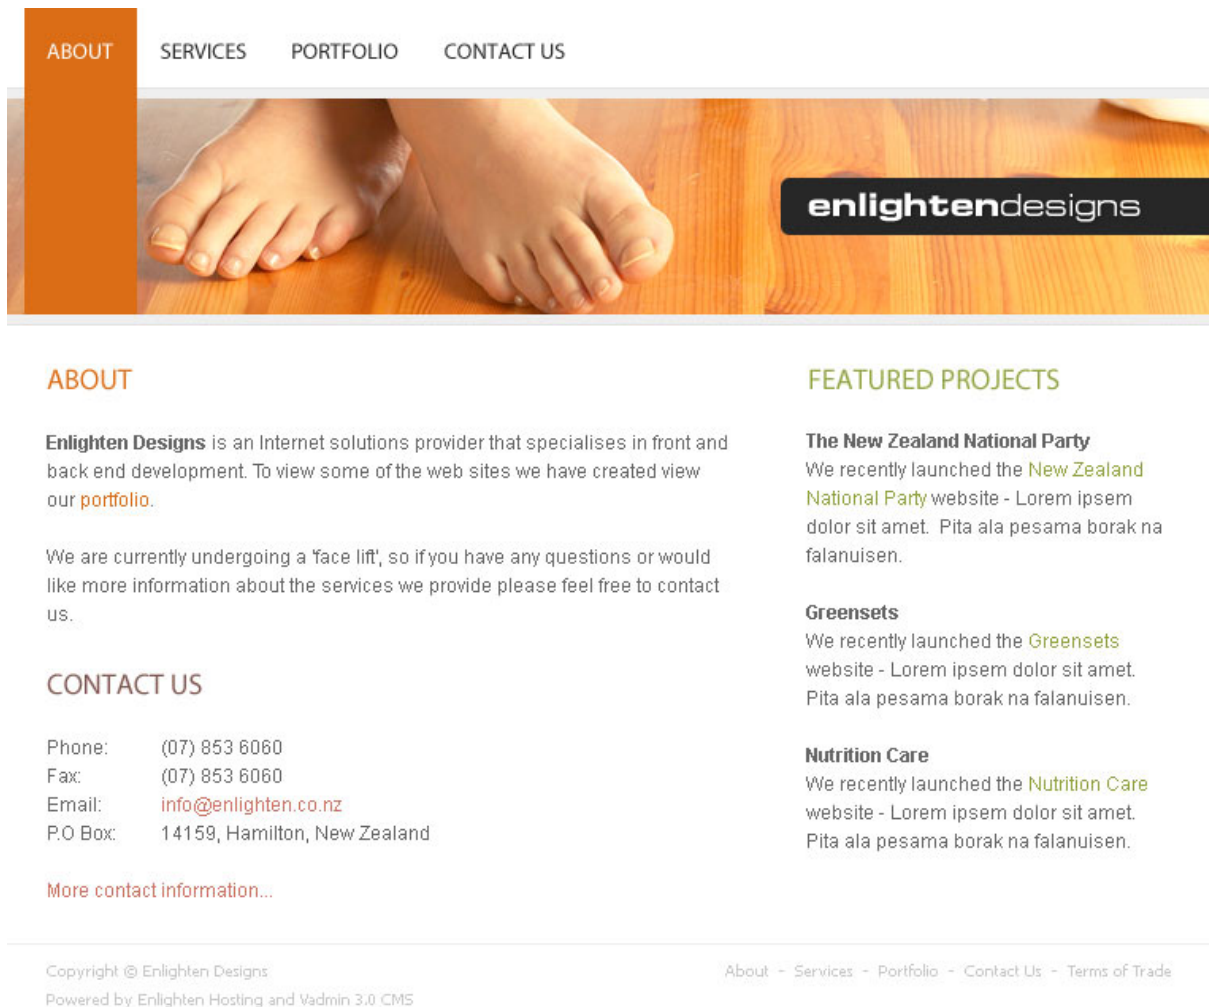 ABOUT SERVICES PORTFOLIO CONTACT US
enlightendesigns
ABOUT
Enlighten Designs is an Internet solutions provider that specialises in front and
back end development. To view some of the web sites we have created view
our portfolio.
We are currently undergoing a 'face lift', so if you have any questions or would
like more information about the services we provide please feel free to contact
us.
CONTACT US
Phone: (07) 853 6060
Fax: (07) 853 6060
Email: info@enlighten.co.nz
P.O Box: 14159, Hamilton, New Zealand
More contact information...
FEATURED PROJECTS
The New Zealand National Party
We recently launched the New Zealand
National Party website - Lorem ipsem
dolor sit amet. Pita ala pesama borak na
falanuisen.
Greensets
We recently launched the Greensets
website - Lorem ipsem dolor sit amet.
Pita ala pesama borak na falanuisen.
Nutrition Care
We recently launched the Nutrition Care
website - Lorem ipsem dolor sit amet.
Pita ala pesama borak na falanuisen.
Copyright © Enlighten Designs
Powered by Enlighten Hosting and Vadmin 3.0 CMS
About - Services - Portfolio - Contact Us - Terms of Trade